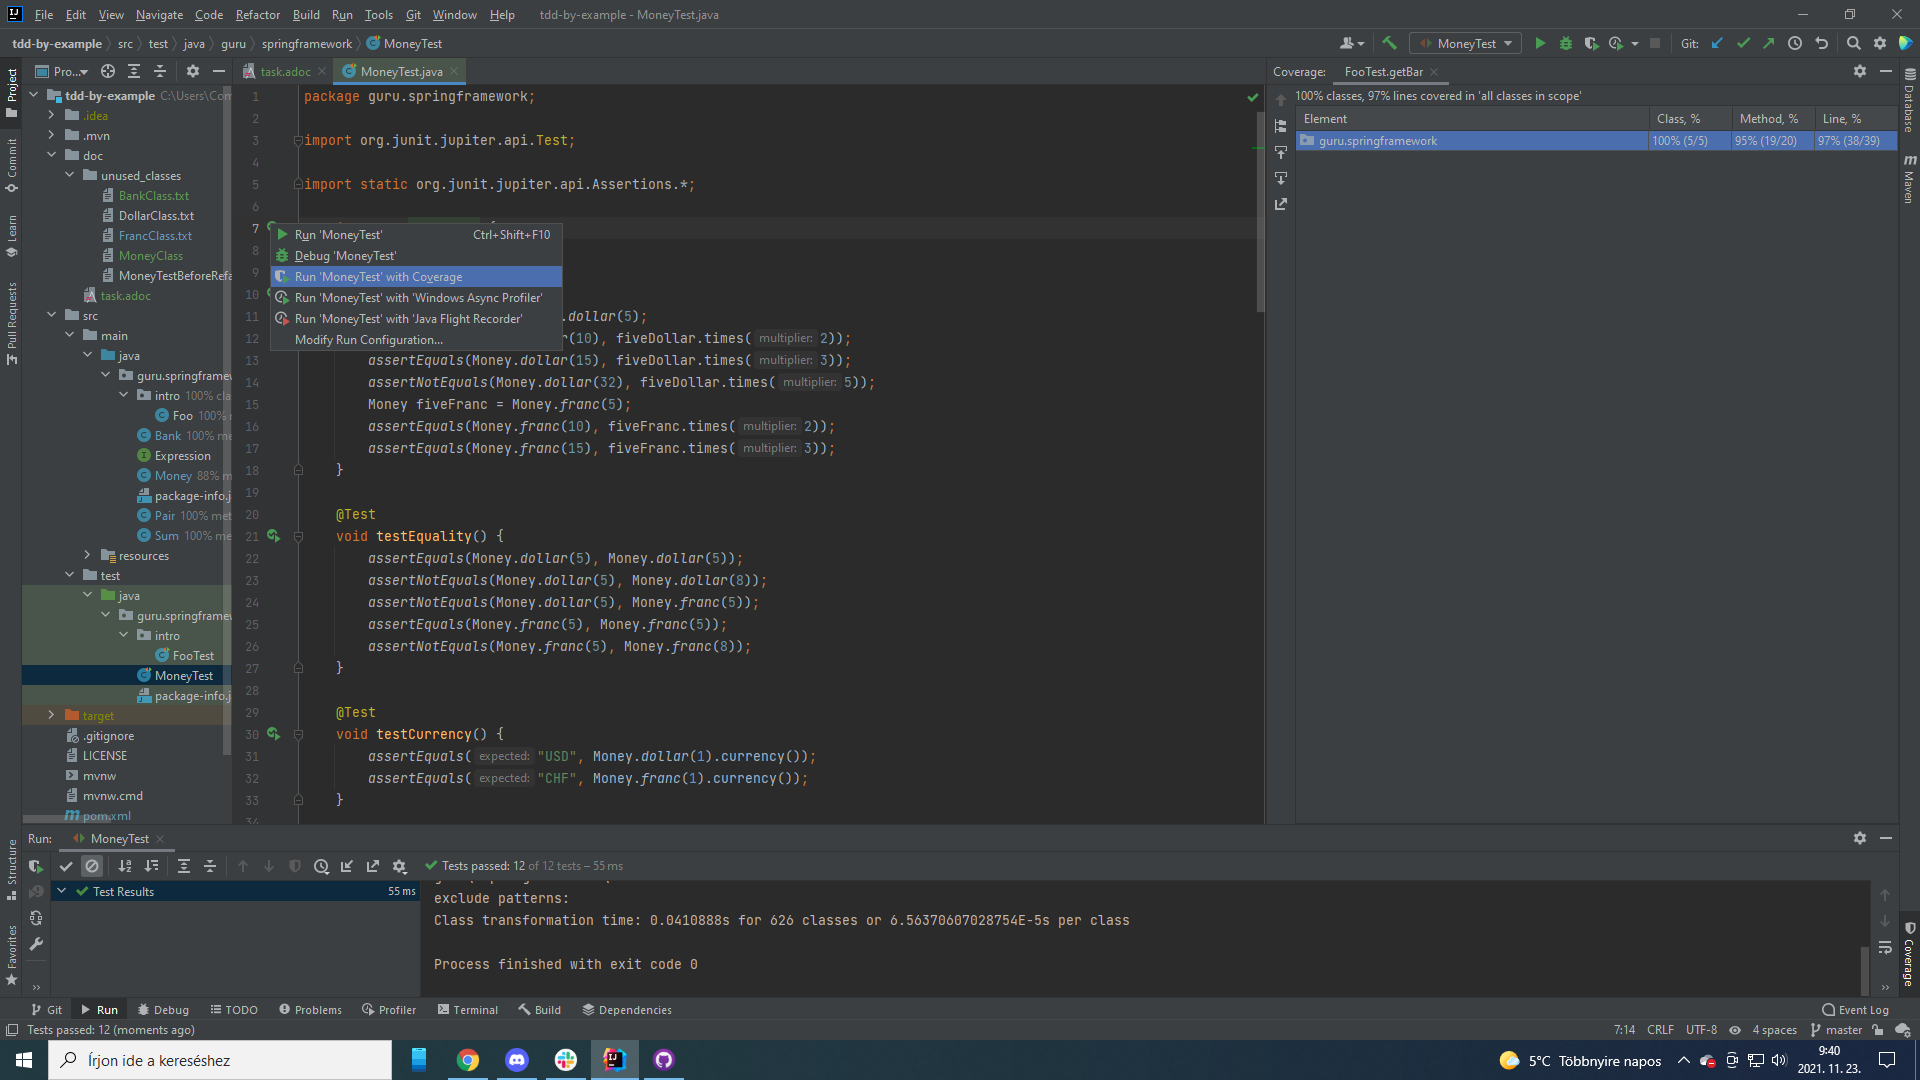 File Edit View Navigate Code Refactor Build Run Tools Git Window Help tdd-by-example - MoneyTest.java
tdd-by-example src test java guru springframework MoneyTest
MoneyTest
Git:
Project
Commit
Learn
Pull Requests
Structure
Favorites
Pro...
tdd-by-example C:\Users\Com
.idea
.mvn
doc
unused_classes
BankClass.txt
DollarClass.txt
FrancClass.txt
MoneyClass
MoneyTestBeforeRefa
task.adoc
src
main
java
guru.springframew
intro 100% cla
Foo 100%
Bank 100% me
Expression
Money 88% m
package-info.j
Pair 100% met
Sum 100% me
resources
test
java
guru.springframew
intro
FooTest
MoneyTest
package-info.j
target
.gitignore
LICENSE
mvnw
mvnw.cmd
pom.xml
task.adoc MoneyTest.java
1 package guru.springframework;
2
3 import org.junit.jupiter.api.Test;
4
5 import static org.junit.jupiter.api.Assertions.*;
6
7
8
9
10
Run 'MoneyTest' Ctrl+Shift+F10
Debug 'MoneyTest'
Run 'MoneyTest' with Coverage
Run 'MoneyTest' with 'Windows Async Profiler'
Run 'MoneyTest' with 'Java Flight Recorder'
Modify Run Configuration...
11 .dollar(5);
12 (10), fiveDollar.times( multiplier: 2));
13 assertEquals(Money.dollar(15), fiveDollar.times( multiplier: 3));
14 assertNotEquals(Money.dollar(32), fiveDollar.times( multiplier: 5));
15 Money fiveFranc = Money.franc(5);
16 assertEquals(Money.franc(10), fiveFranc.times( multiplier: 2));
17 assertEquals(Money.franc(15), fiveFranc.times( multiplier: 3));
18 }
19
20 @Test
21 void testEquality() {
22 assertEquals(Money.dollar(5), Money.dollar(5));
23 assertNotEquals(Money.dollar(5), Money.dollar(8));
24 assertNotEquals(Money.dollar(5), Money.franc(5));
25 assertEquals(Money.franc(5), Money.franc(5));
26 assertNotEquals(Money.franc(5), Money.franc(8));
27 }
28
29 @Test
30 void testCurrency() {
31 assertEquals( expected: "USD", Money.dollar(1).currency());
32 assertEquals( expected: "CHF", Money.franc(1).currency());
33 }
34
Coverage: FooTest.getBar
100% classes, 97% lines covered in 'all classes in scope'
Element Class, % Method, % Line, %
guru.springframework 100% (5/5) 95% (19/20) 97% (38/39)
Database
Maven
Coverage
Run: MoneyTest
Tests passed: 12 of 12 tests – 55 ms
Test Results 55 ms
exclude patterns:
Class transformation time: 0.0410888s for 626 classes or 6.56370607028754E-5s per class
Process finished with exit code 0
Git Run Debug TODO Problems Profiler Terminal Build Dependencies Event Log
Tests passed: 12 (moments ago) 7:14 CRLF UTF-8 4 spaces master
Írjon ide a kereséshez
5°C Többnyire napos
9:40
2021. 11. 23.